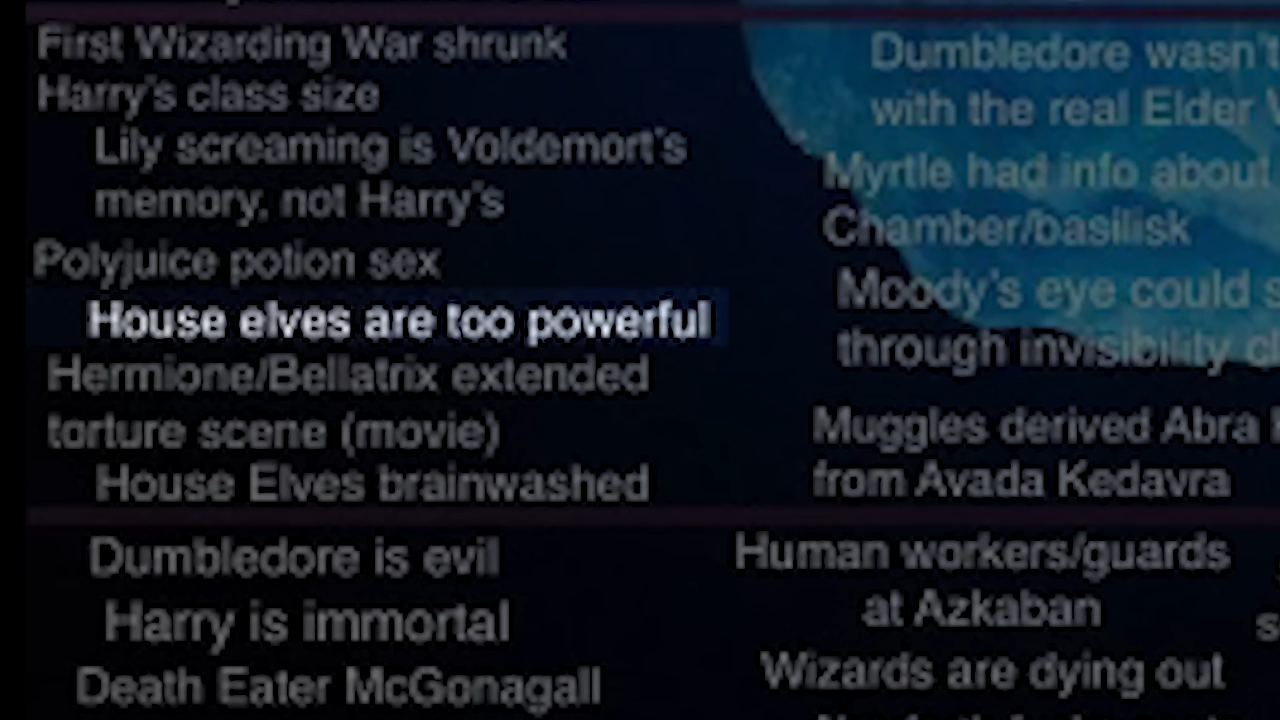 First Wizarding War shrunk
Harry's class size
Lily screaming is Voldemort's
memory, not Harry's
Polyjuice potion sex
House elves are too powerful
Hermione/Bellatrix extended
torture scene (movie)
House Elves brainwashed
Dumbledore is evil
Harry is immortal
Death Eater McGonagall
Dumbledore wasn't
with the real Elder
Myrtle had info about
Chamber/basilisk
Moody's eye could
through invisibility
Muggles derived Abra
from Avada Kedavra
Human workers/guards
at Azkaban
Wizards are dying out